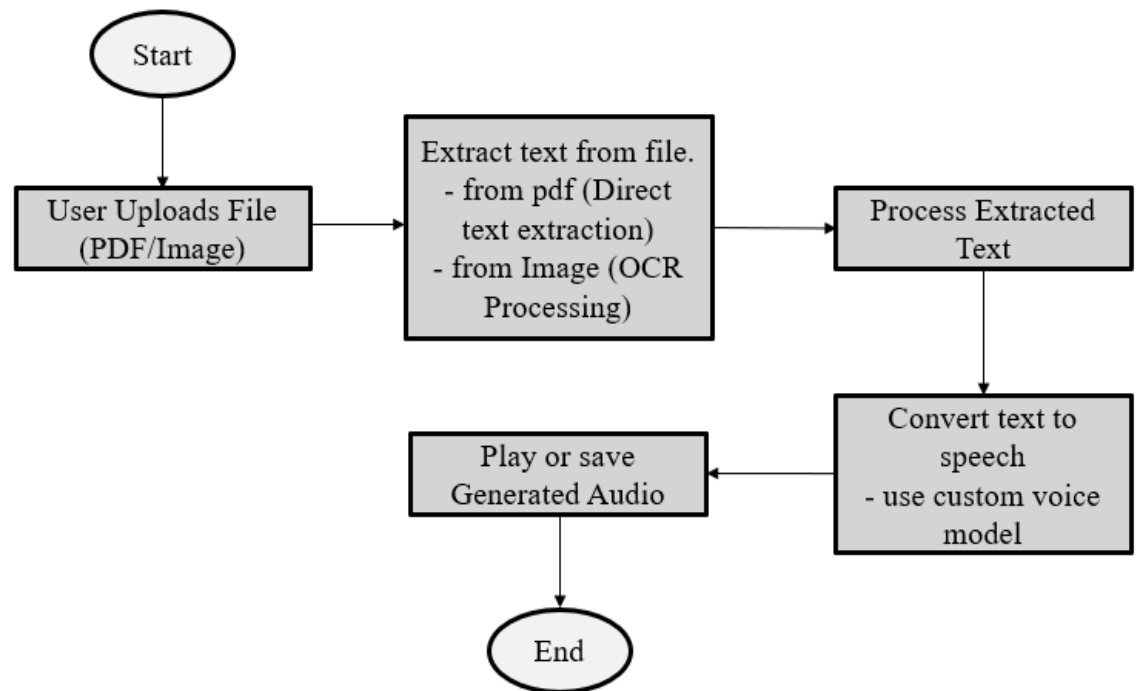 Start
User Uploads File
(PDF/Image)
Extract text from file.
- from pdf (Direct
text extraction)
- from Image (OCR
Processing)
Process Extracted
Text
Convert text to
speech
- use custom voice
model
Play or save
Generated Audio
End